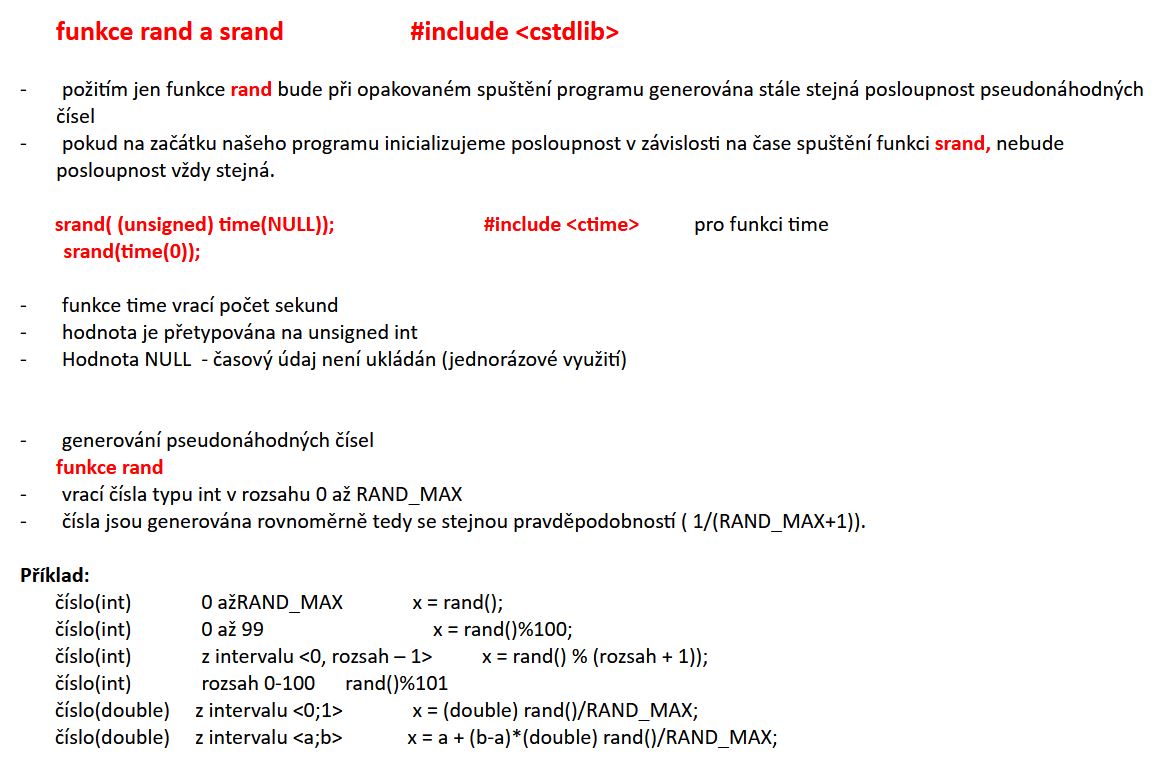 funkce rand a srand #include <cstdlib>
- požitím jen funkce rand bude při opakovaném spuštění programu generována stále stejná posloupnost pseudonáhodných
čísel
- pokud na začátku našeho programu inicializujeme posloupnost v závislosti na čase spuštění funkci srand, nebude
posloupnost vždy stejná.
srand( (unsigned) time(NULL)); #include <ctime> pro funkci time
srand(time(0));
- funkce time vrací počet sekund
- hodnota je přetypována na unsigned int
- Hodnota NULL - časový údaj není ukládán (jednorázové využití)
- generování pseudonáhodných čísel
funkce rand
- vrací čísla typu int v rozsahu 0 až RAND_MAX
- čísla jsou generována rovnoměrně tedy se stejnou pravděpodobností ( 1/(RAND_MAX+1)).
Příklad:
číslo(int) 0 ažRAND_MAX x = rand();
číslo(int) 0 až 99 x = rand()%100;
číslo(int) z intervalu <0, rozsah – 1> x = rand() % (rozsah + 1));
číslo(int) rozsah 0-100 rand()%101
číslo(double) z intervalu <0;1> x = (double) rand()/RAND_MAX;
číslo(double) z intervalu <a;b> x = a + (b-a)*(double) rand()/RAND_MAX;